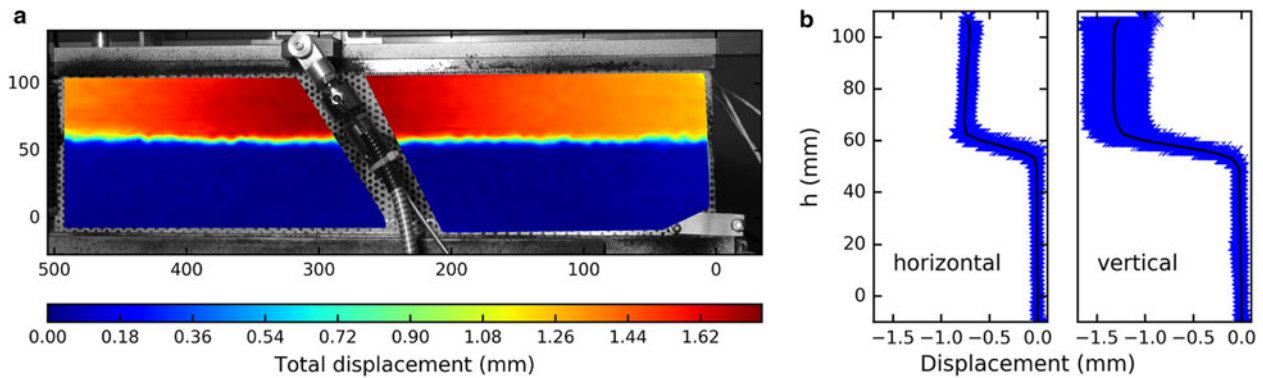 a
100
50
0
500 400 300 200 100 0
0.00 0.18 0.36 0.54 0.72 0.90 1.08 1.26 1.44 1.62
Total displacement (mm)
b
100
80
60
40
20
0
h (mm)
horizontal
vertical
−1.5 −1.0 −0.5 0.0
−1.5 −1.0 −0.5 0.0
Displacement (mm)